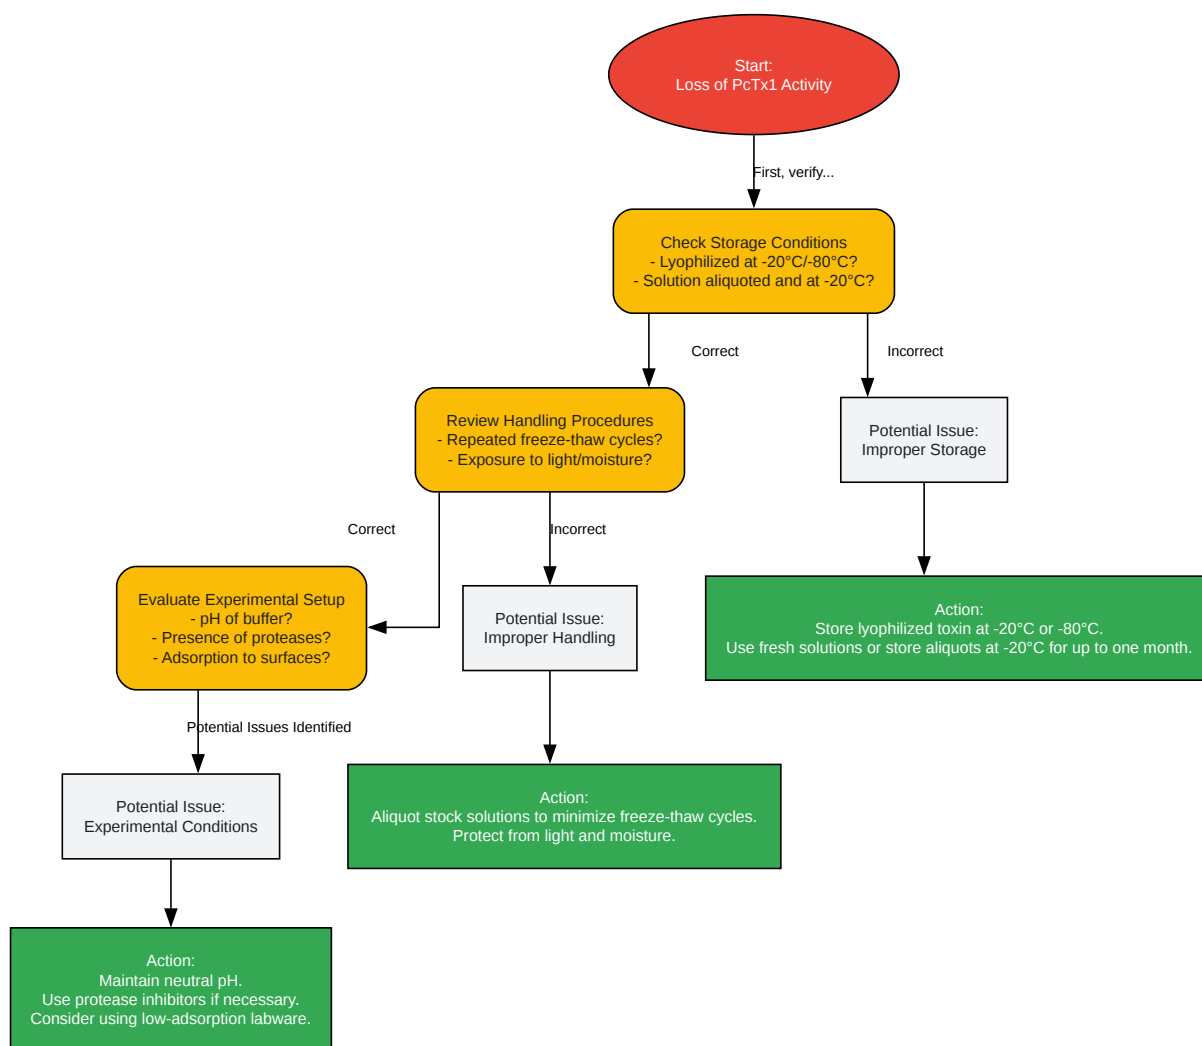 Start:
Loss of PcTx1 Activity
First, verify...
Check Storage Conditions
- Lyophilized at -20°C/-80°C?
- Solution aliquoted and at -20°C?
Correct
Incorrect
Review Handling Procedures
- Repeated freeze-thaw cycles?
- Exposure to light/moisture?
Potential Issue:
Improper Storage
Correct
Incorrect
Evaluate Experimental Setup
- pH of buffer?
- Presence of proteases?
- Adsorption to surfaces?
Potential Issue:
Improper Handling
Action:
Store lyophilized toxin at -20°C or -80°C.
Use fresh solutions or store aliquots at -20°C for up to one month.
Potential Issues Identified
Potential Issue:
Experimental Conditions
Action:
Aliquot stock solutions to minimize freeze-thaw cycles.
Protect from light and moisture.
Action:
Maintain neutral pH.
Use protease inhibitors if necessary.
Consider using low-adsorption labware.